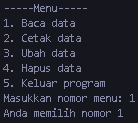 -----Menu-----
1. Baca data
2. Cetak data
3. Ubah data
4. Hapus data
5. Keluar program
Masukkan nomor menu: 1
Anda memilih nomor 1